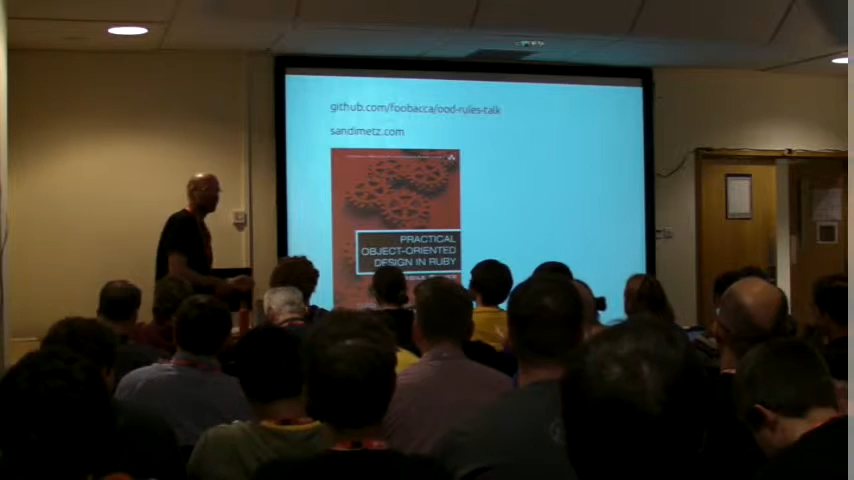 github.com/foobacca/ood-rules-talk
sandimetz.com
PRACTICAL
OBJECT-ORIENTED
DESIGN IN RUBY